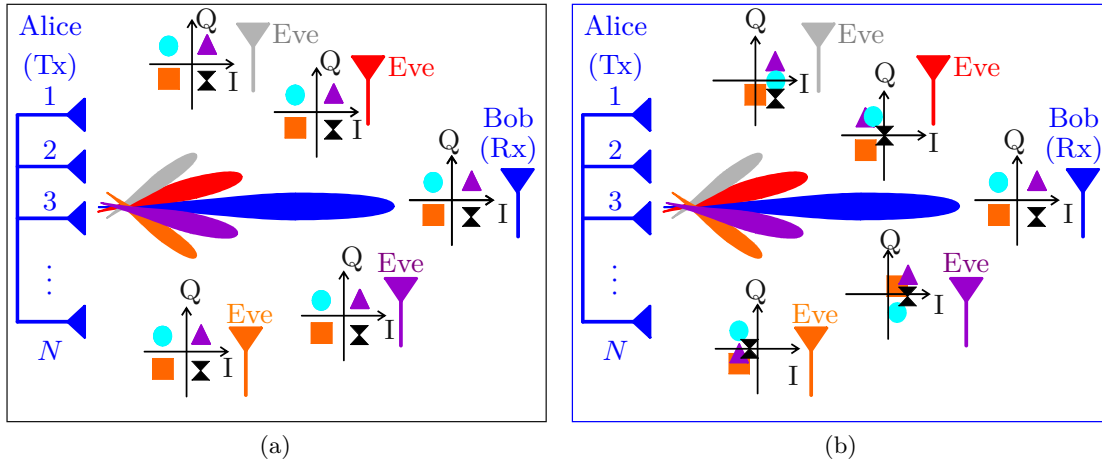 Alice
(Tx)
1
2
3
⋮
N
Q
I
Eve
Q
I
Eve
Bob
(Rx)
Q
I
Eve
Q
I
Eve
Q
I
(a)
Alice
(Tx)
1
2
3
⋮
N
Q
I
Eve
Q
I
Eve
Bob
(Rx)
Q
I
Eve
Q
I
Eve
Q
I
(b)